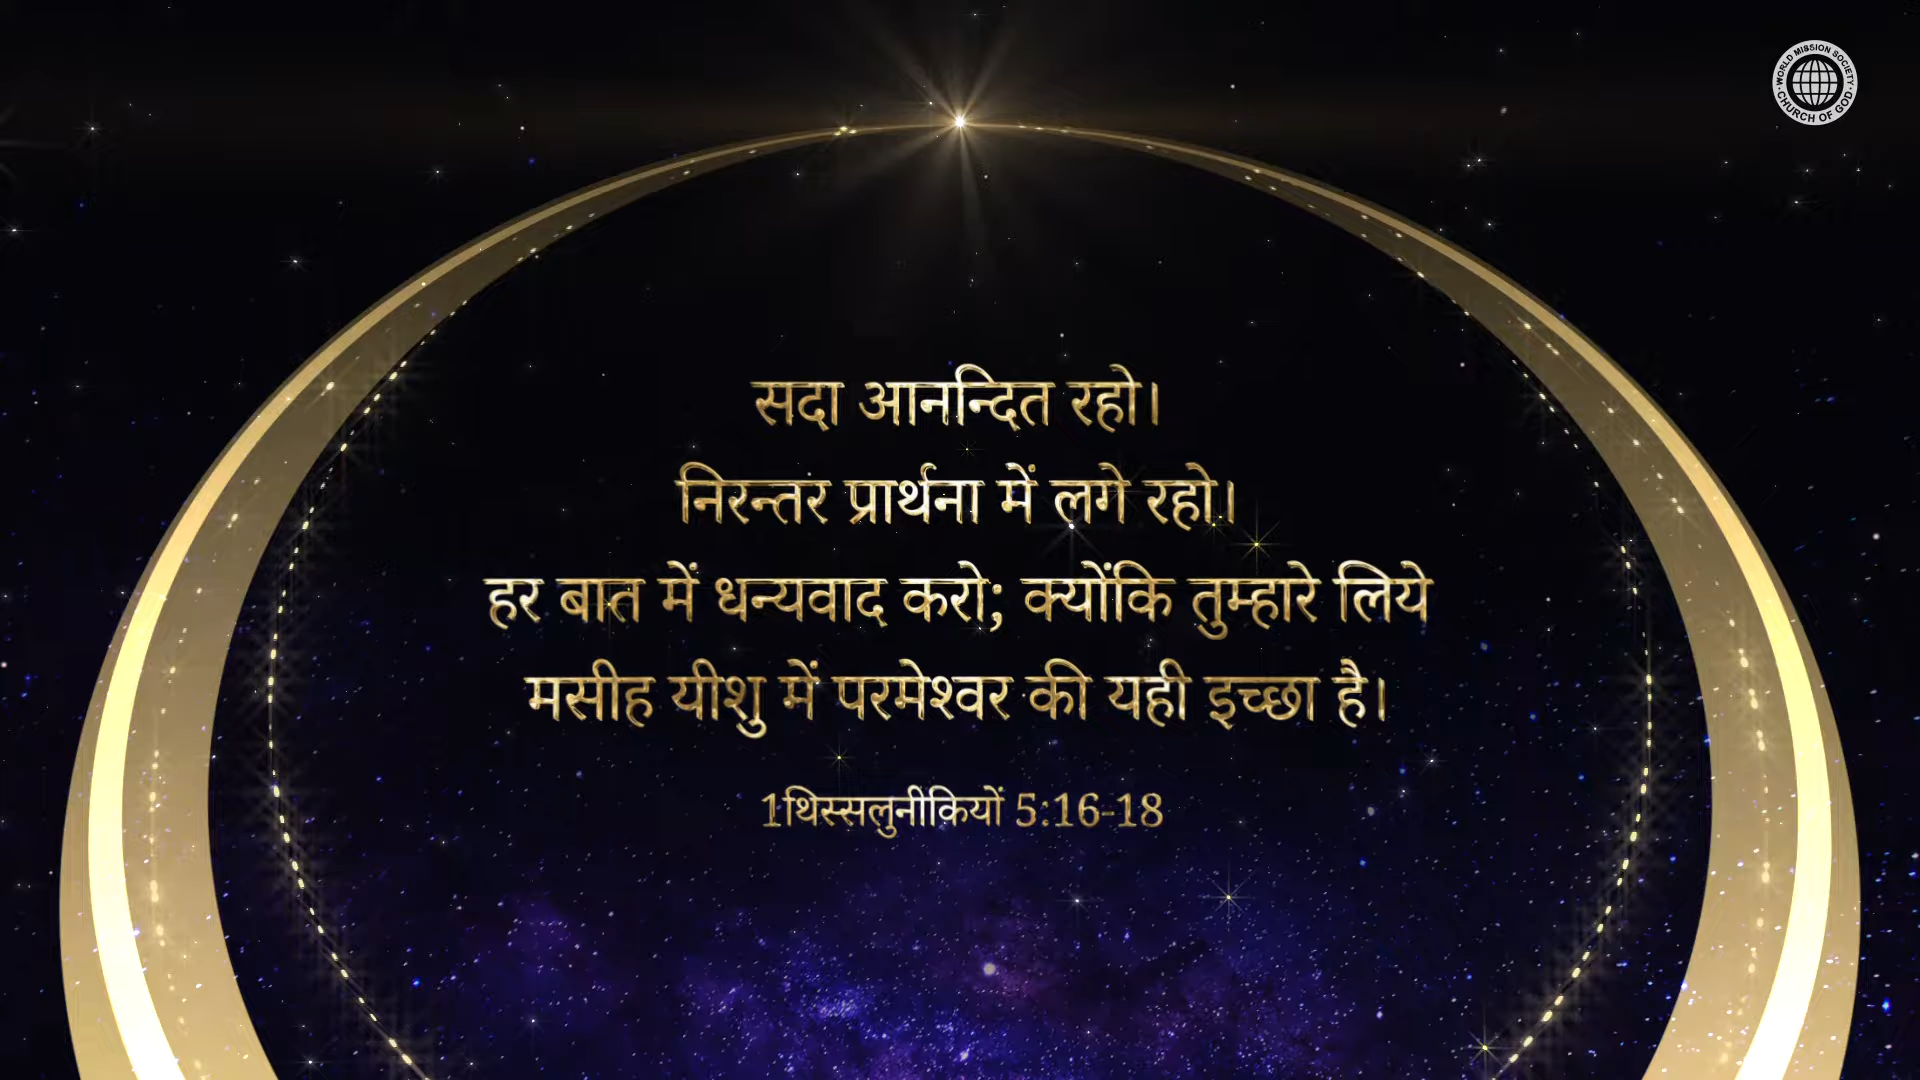 WORLD MISSION SOCIETY
CHURCH OF GOD
सदा आनन्दित रहो।
निरन्तर प्रार्थना में लगे रहो।
हर बात में धन्यवाद करो; क्योंकि तुम्हारे लिये
मसीह यीशु में परमेश्वर की यही इच्छा है।
1थिस्सलुनीकियों 5:16-18